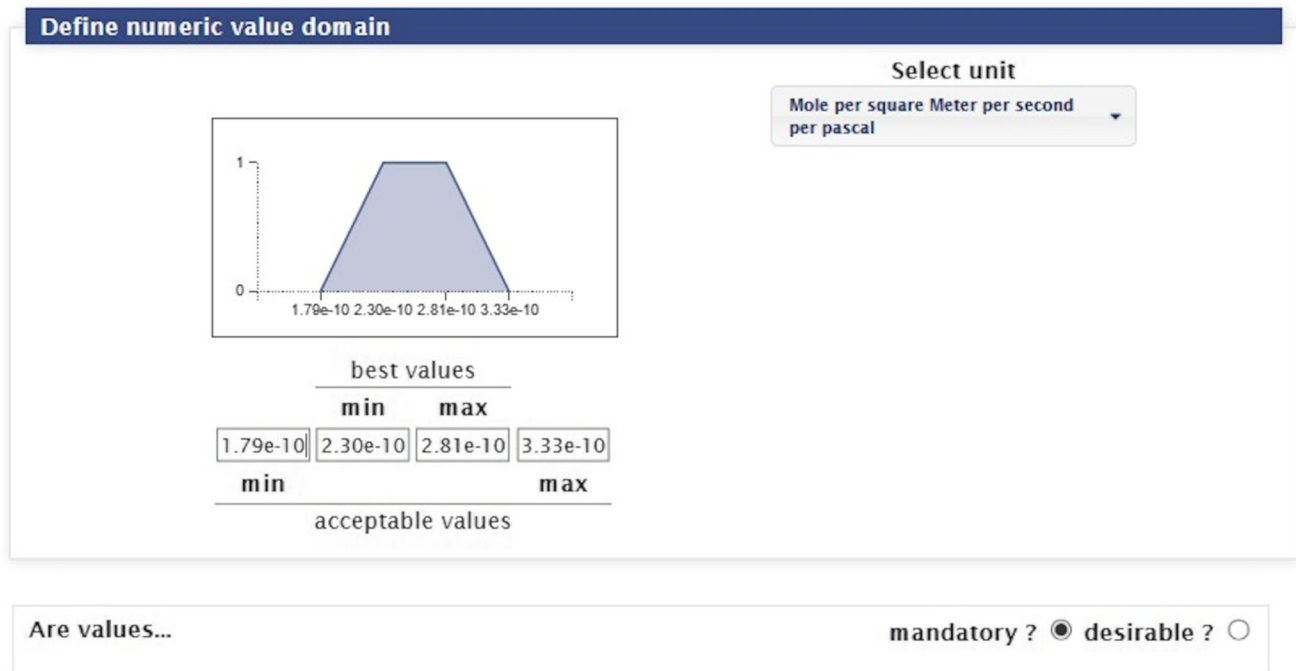 Define numeric value domain
Select unit
Mole per square Meter per second
per pascal
1
0
1.79e-10 2.30e-10 2.81e-10 3.33e-10
best values
min max
1.79e-10 2.30e-10 2.81e-10 3.33e-10
min max
acceptable values
Are values... mandatory ? desirable ?